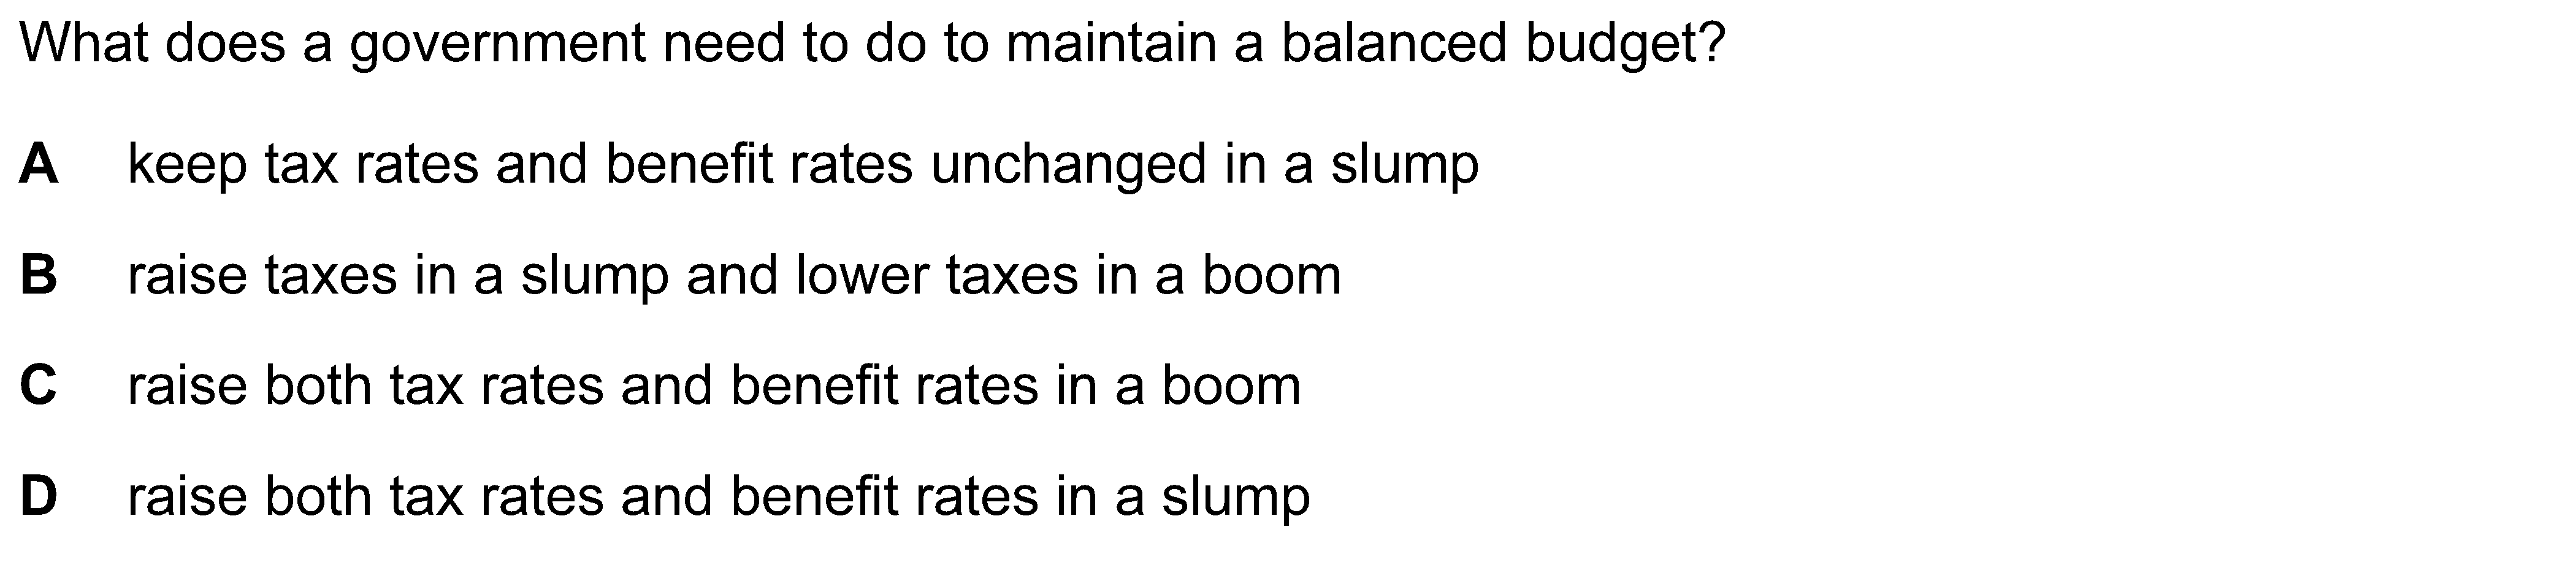 What does a government need to do to maintain a balanced budget?
A keep tax rates and benefit rates unchanged in a slump
B raise taxes in a slump and lower taxes in a boom
C raise both tax rates and benefit rates in a boom
D raise both tax rates and benefit rates in a slump